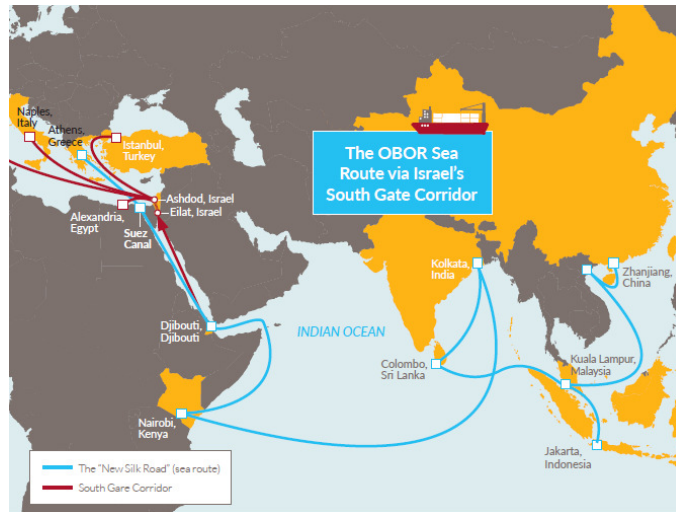 Naples,
Italy
Athens,
Greece
Istanbul,
Turkey
The OBOR Sea
Route via Israel's
South Gate Corridor
Ashdod, Israel
Eilat, Israel
Alexandria,
Egypt
Suez
Canal
Kolkata,
India
Zhanjiang,
China
Djibouti,
Djibouti
INDIAN OCEAN
Colombo,
Sri Lanka
Kuala Lampur,
Malaysia
Nairobi,
Kenya
Jakarta,
Indonesia
The "New Silk Road" (sea route)
South Gare Corridor